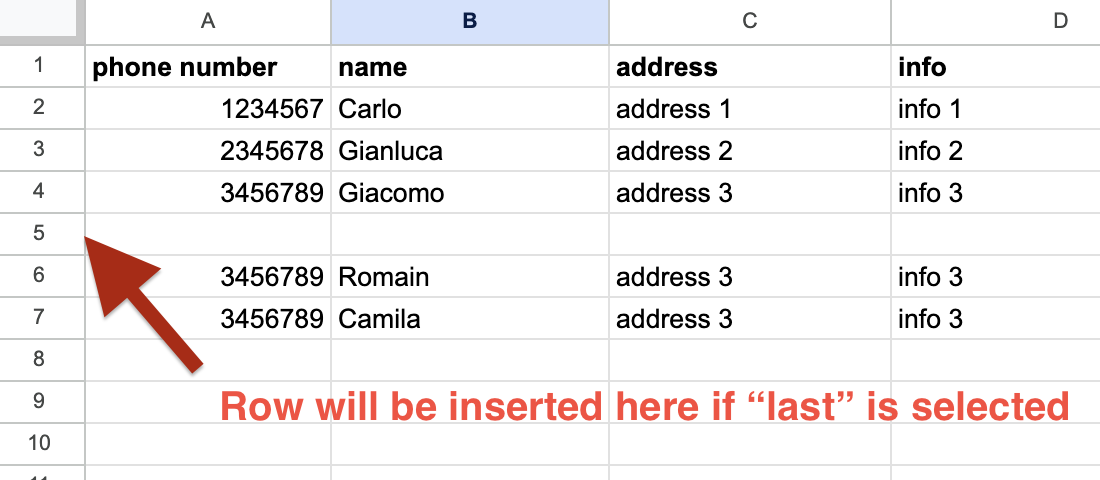 A B C D
1 phone number name address info
2 1234567 Carlo address 1 info 1
3 2345678 Gianluca address 2 info 2
4 3456789 Giacomo address 3 info 3
5
6 3456789 Romain address 3 info 3
7 3456789 Camila address 3 info 3
8
9 Row will be inserted here if “last” is selected
10